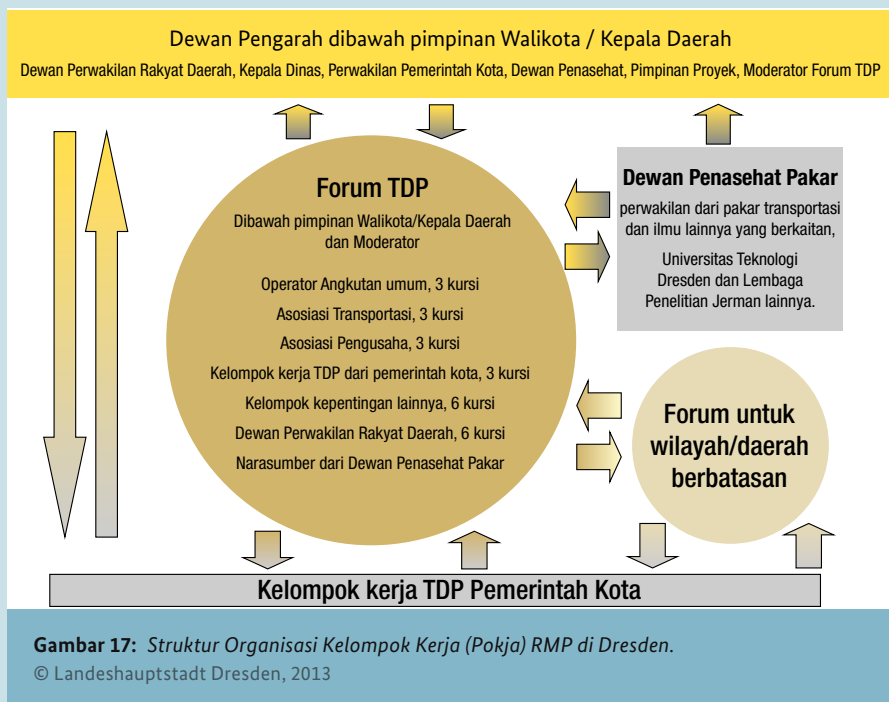 Dewan Pengarah dibawah pimpinan Walikota / Kepala Daerah
Dewan Perwakilan Rakyat Daerah, Kepala Dinas, Perwakilan Pemerintah Kota, Dewan Penasehat, Pimpinan Proyek, Moderator Forum TDP
Forum TDP
Dibawah pimpinan Walikota/Kepala Daerah
dan Moderator
Operator Angkutan umum, 3 kursi
Asosiasi Transportasi, 3 kursi
Asosiasi Pengusaha, 3 kursi
Kelompok kerja TDP dari pemerintah kota, 3 kursi
Kelompok kepentingan lainnya, 6 kursi
Dewan Perwakilan Rakyat Daerah, 6 kursi
Narasumber dari Dewan Penasehat Pakar
Dewan Penasehat Pakar
perwakilan dari pakar transportasi
dan ilmu lainnya yang berkaitan,
Universitas Teknologi
Dresden dan Lembaga
Penelitian Jerman lainnya.
Forum untuk
wilayah/daerah
berbatasan
Kelompok kerja TDP Pemerintah Kota
Gambar 17: Struktur Organisasi Kelompok Kerja (Pokja) RMP di Dresden.
© Landeshauptstadt Dresden, 2013